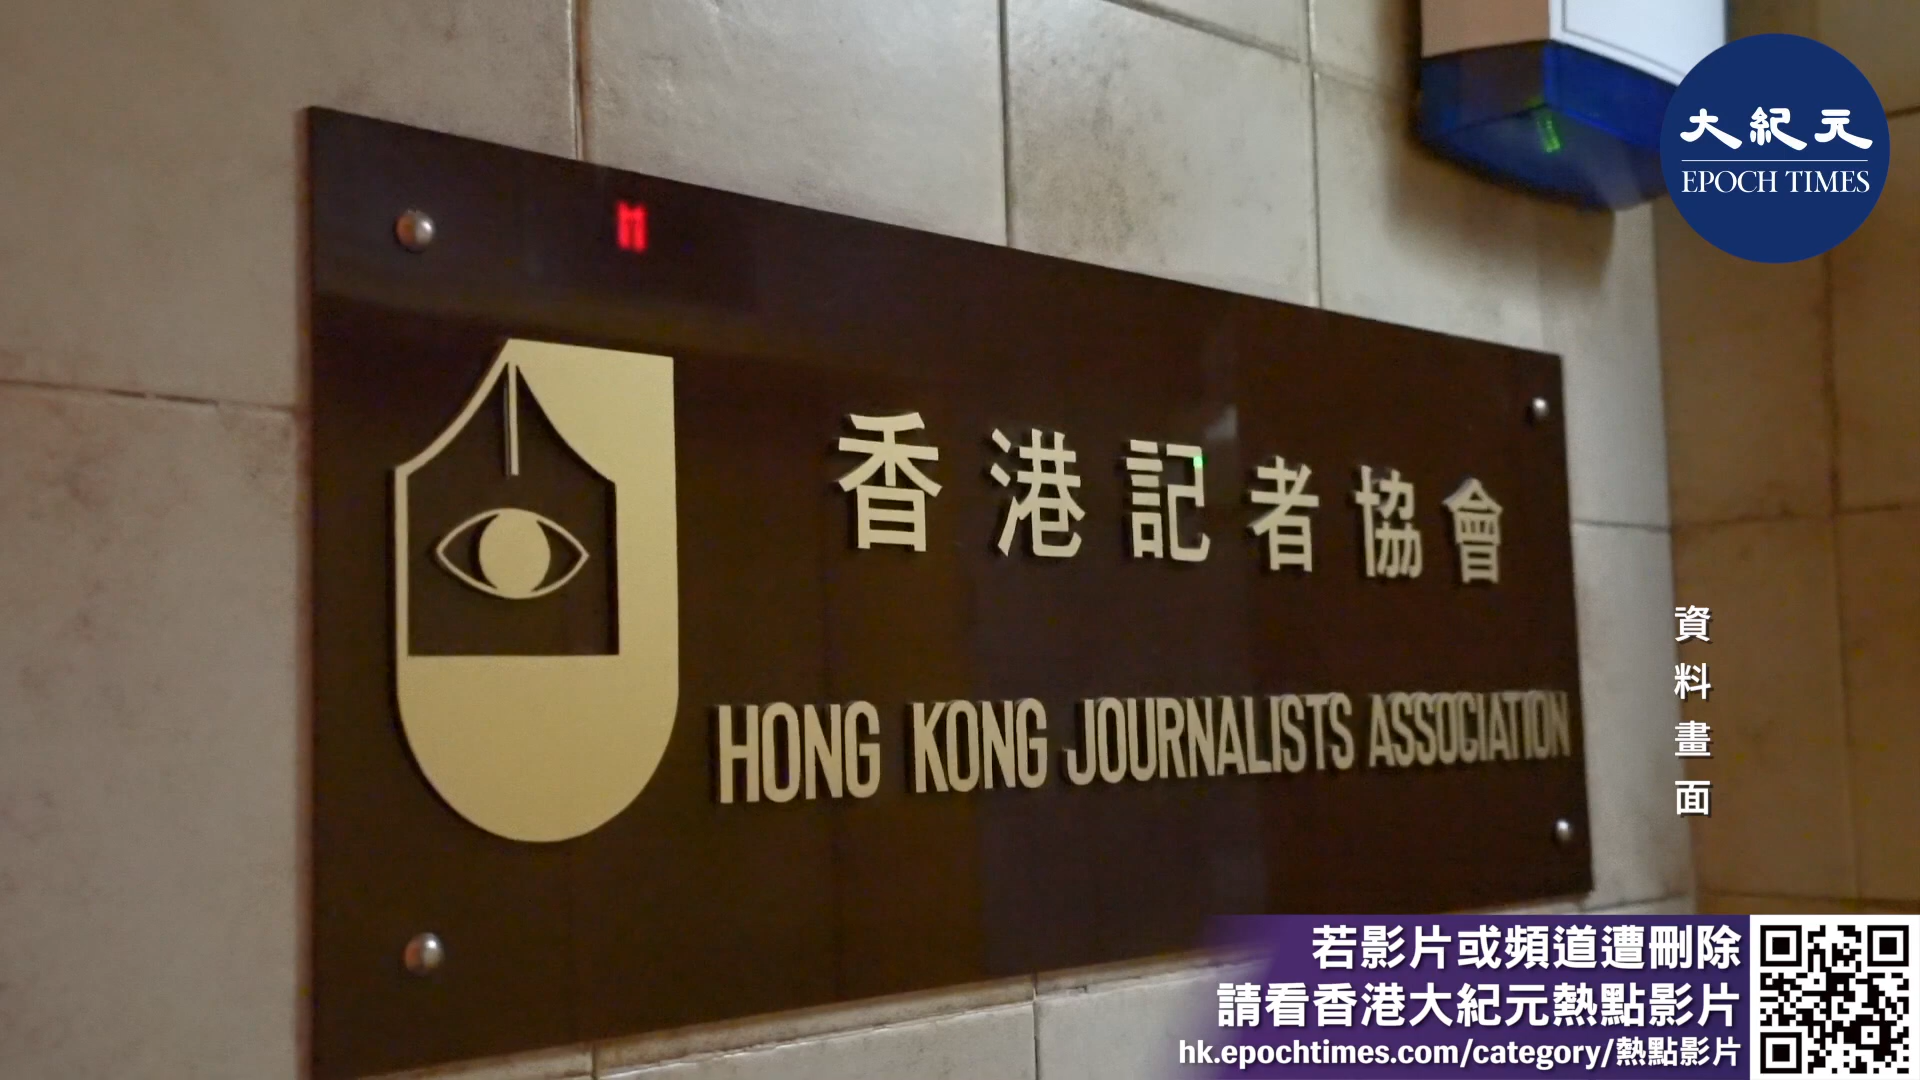 大紀元
EPOCH TIMES
香港記者協會
HONG KONG JOURNALISTS ASSOCIATION
資料畫面
若影片或頻道遭刪除
請看香港大紀元熱點影片
hk.epochtimes.com/category/熱點影片